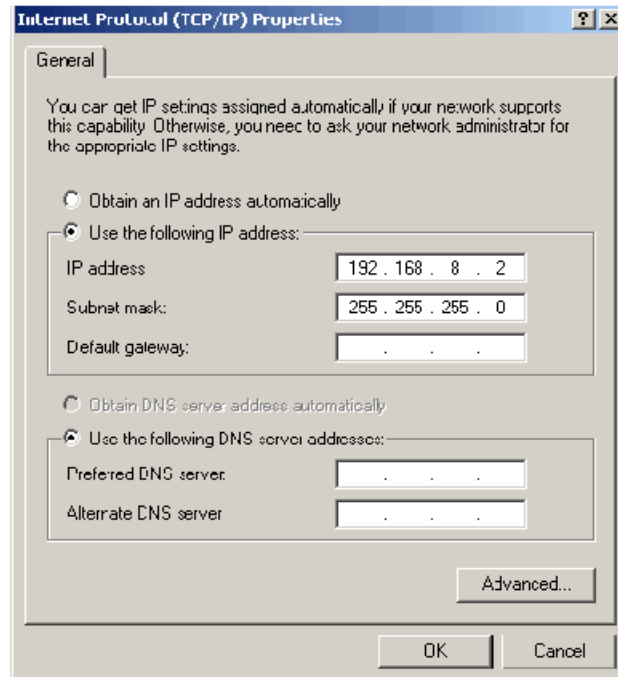 Internet Protocol (TCP/IP) Properties
General
You can get IP settings assigned automatically if your network supports
this capability. Otherwise, you need to ask your network administrator for
the appropriate IP settings.
Obtain an IP address automatically
Use the following IP address:
IP address
192 . 168 . 8 . 2
Subnet mask:
255 . 255 . 255 . 0
Default gateway:
. . .
Obtain DNS server address automatically
Use the following DNS server addresses:
Preferred DNS server:
. . .
Alternate DNS server
. . .
Advanced...
OK
Cancel